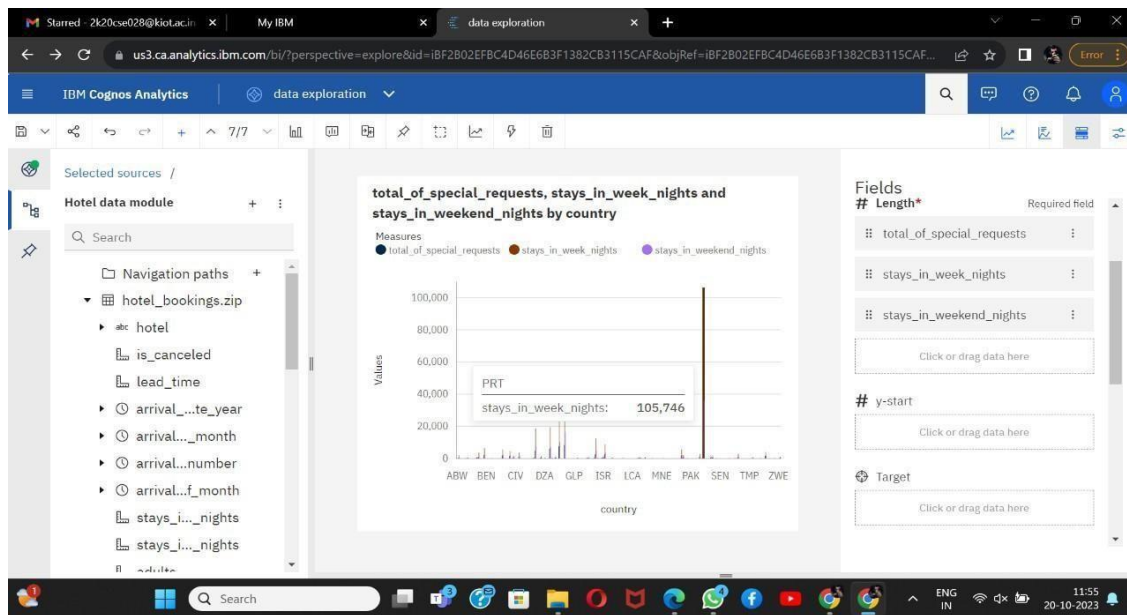 Starred - 2k20cse028@kiot.ac.in
My IBM
data exploration
us3.ca.analytics.ibm.com/bi/?perspective=explore&id=iBF2B02EFBC4D46E6B3F1382CB3115CAF&objRef=iBF2B02EFBC4D46E6B3F1382CB3115CAF...
Error
IBM Cognos Analytics
data exploration
7/7
Selected sources /
Hotel data module
Search
Navigation paths
hotel_bookings.zip
abc hotel
is_canceled
lead_time
arrival_...te_year
arrival..._month
arrival...number
arrival...f_month
stays_i..._nights
stays_i..._nights
adults
total_of_special_requests, stays_in_week_nights and
stays_in_weekend_nights by country
Measures
total_of_special_requests stays_in_week_nights stays_in_weekend_nights
Values
100,000
80,000
60,000
40,000
20,000
0
PRT
stays_in_week_nights: 105,746
ABW BEN CIV DZA GLP ISR LCA MNE PAK SEN TMP ZWE
country
Fields
# Length* Required field
total_of_special_requests
stays_in_week_nights
stays_in_weekend_nights
Click or drag data here
# y-start
Click or drag data here
Target
Click or drag data here
Search
ENG
IN
11:55
20-10-2023